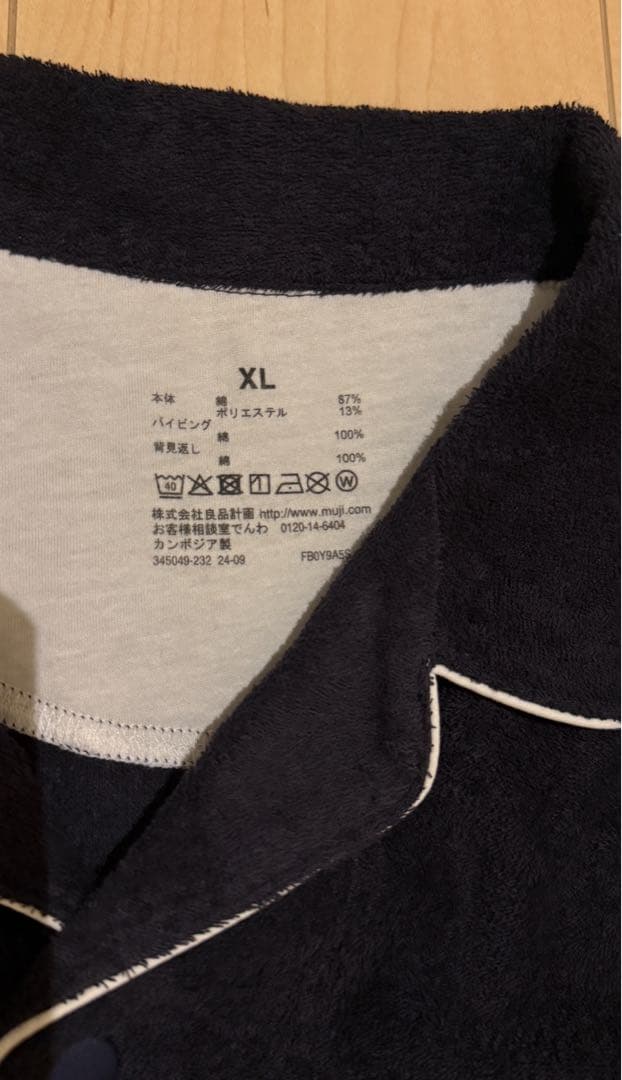 XL
本体 綿 87%
ポリエステル 13%
パイピング
綿 100%
背見返し
綿 100%
40 W
株式会社良品計画 http://www.muji.com
お客様相談室でんわ 0120-14-6404
カンボジア製
345049-232 24-09 FB0Y9A5S